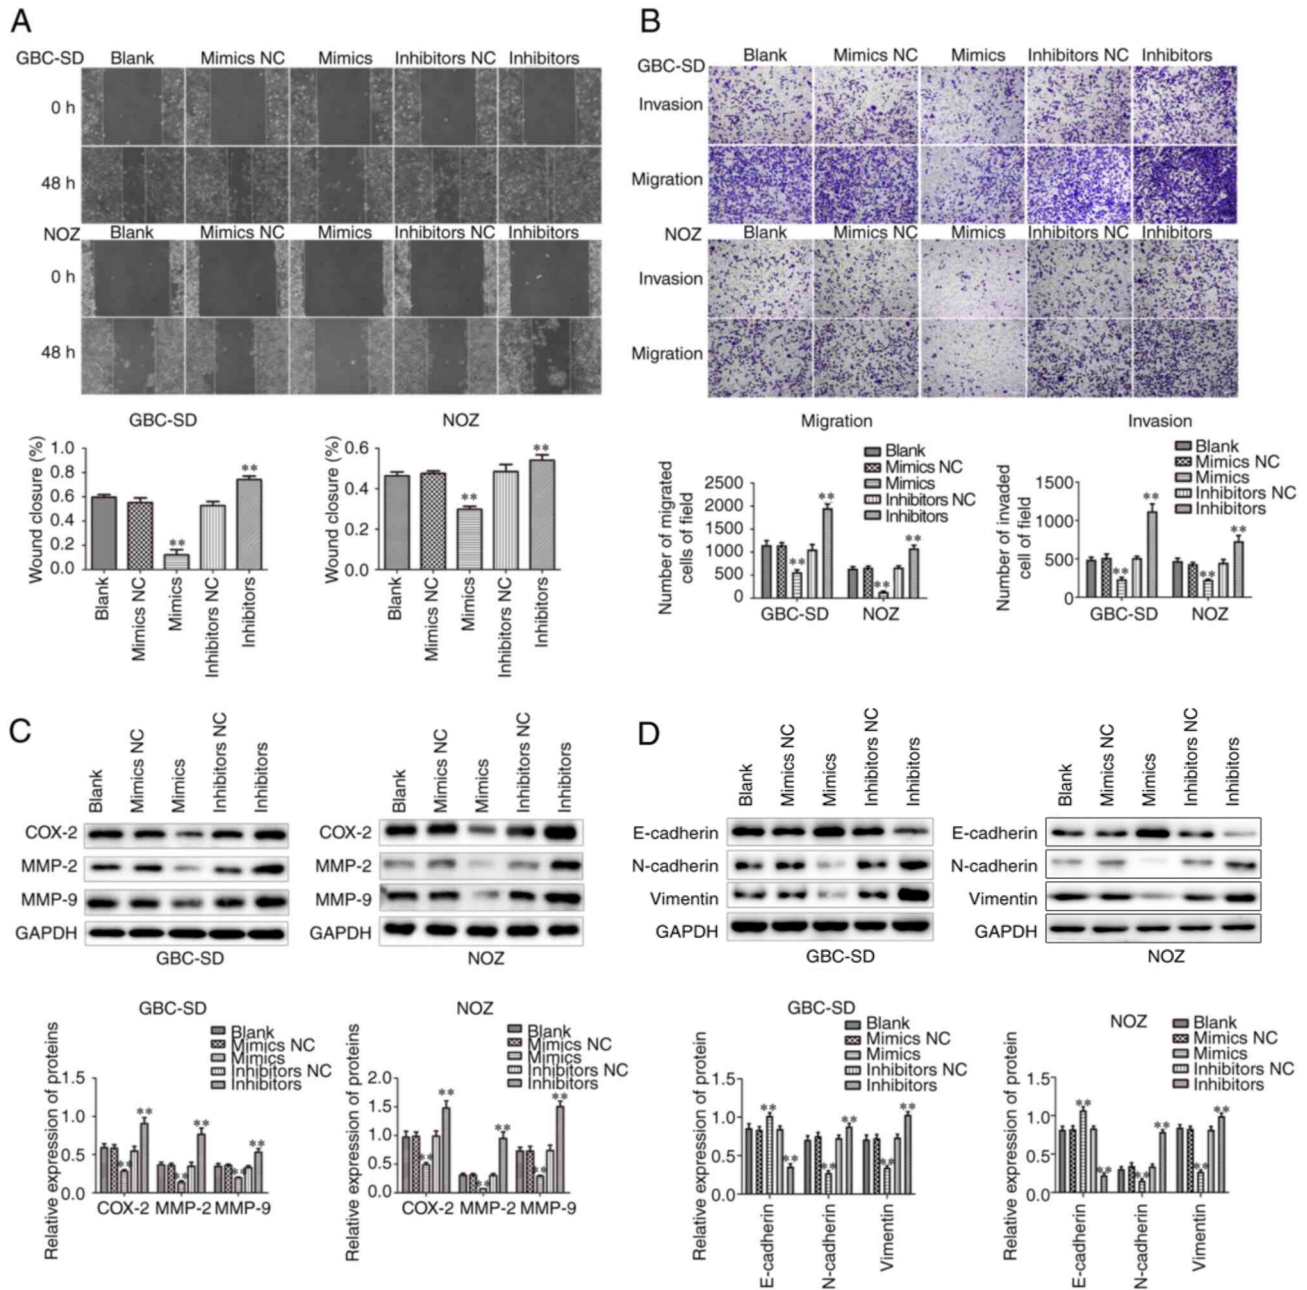 A
GBC-SD Blank Mimics NC Mimics Inhibitors NC Inhibitors
0 h
48 h
NOZ Blank Mimics NC Mimics Inhibitors NC Inhibitors
0 h
48 h
GBC-SD
Wound closure (%)
1.0
0.8
0.6
0.4
0.2
0.0
**
**
Blank
Mimics NC
Mimics
Inhibitors NC
Inhibitors
NOZ
Wound closure (%)
0.6
0.4
0.2
0.0
**
**
Blank
Mimics NC
Mimics
Inhibitors NC
Inhibitors
B
GBC-SD Blank Mimics NC Mimics Inhibitors NC Inhibitors
Invasion
Migration
NOZ Blank Mimics NC Mimics Inhibitors NC Inhibitors
Invasion
Migration
Migration
Blank
Mimics NC
Mimics
Inhibitors NC
Inhibitors
Number of migrated
cells of field
2500
2000
1500
1000
500
0
**
**
**
**
GBC-SD NOZ
Invasion
Blank
Mimics NC
Mimics
Inhibitors NC
Inhibitors
Number of invaded
cell of field
1500
1000
500
0
**
**
**
**
GBC-SD NOZ
C
Blank
Mimics NC
Mimics
Inhibitors NC
Inhibitors
COX-2
MMP-2
MMP-9
GAPDH
GBC-SD
Blank
Mimics NC
Mimics
Inhibitors NC
Inhibitors
COX-2
MMP-2
MMP-9
GAPDH
NOZ
GBC-SD
Blank
Mimics NC
Mimics
Inhibitors NC
Inhibitors
Relative expression of proteins
1.5
1.0
0.5
0.0
**
**
**
**
**
**
COX-2 MMP-2 MMP-9
NOZ
Blank
Mimics NC
Mimics
Inhibitors NC
Inhibitors
Relative expression of proteins
2.0
1.5
1.0
0.5
0.0
**
**
**
**
**
**
COX-2 MMP-2 MMP-9
D
Blank
Mimics NC
Mimics
Inhibitors NC
Inhibitors
E-cadherin
N-cadherin
Vimentin
GAPDH
GBC-SD
Blank
Mimics NC
Mimics
Inhibitors NC
Inhibitors
E-cadherin
N-cadherin
Vimentin
GAPDH
NOZ
GBC-SD
Blank
Mimics NC
Mimics
Inhibitors NC
Inhibitors
Relative expression of protein
1.5
1.0
0.5
0.0
**
**
**
**
**
**
E-cadherin
N-cadherin
Vimentin
NOZ
Blank
Mimics NC
Mimics
Inhibitors NC
Inhibitors
Relative expression of protein
1.5
1.0
0.5
0.0
**
**
**
**
**
**
E-cadherin
N-cadherin
Vimentin